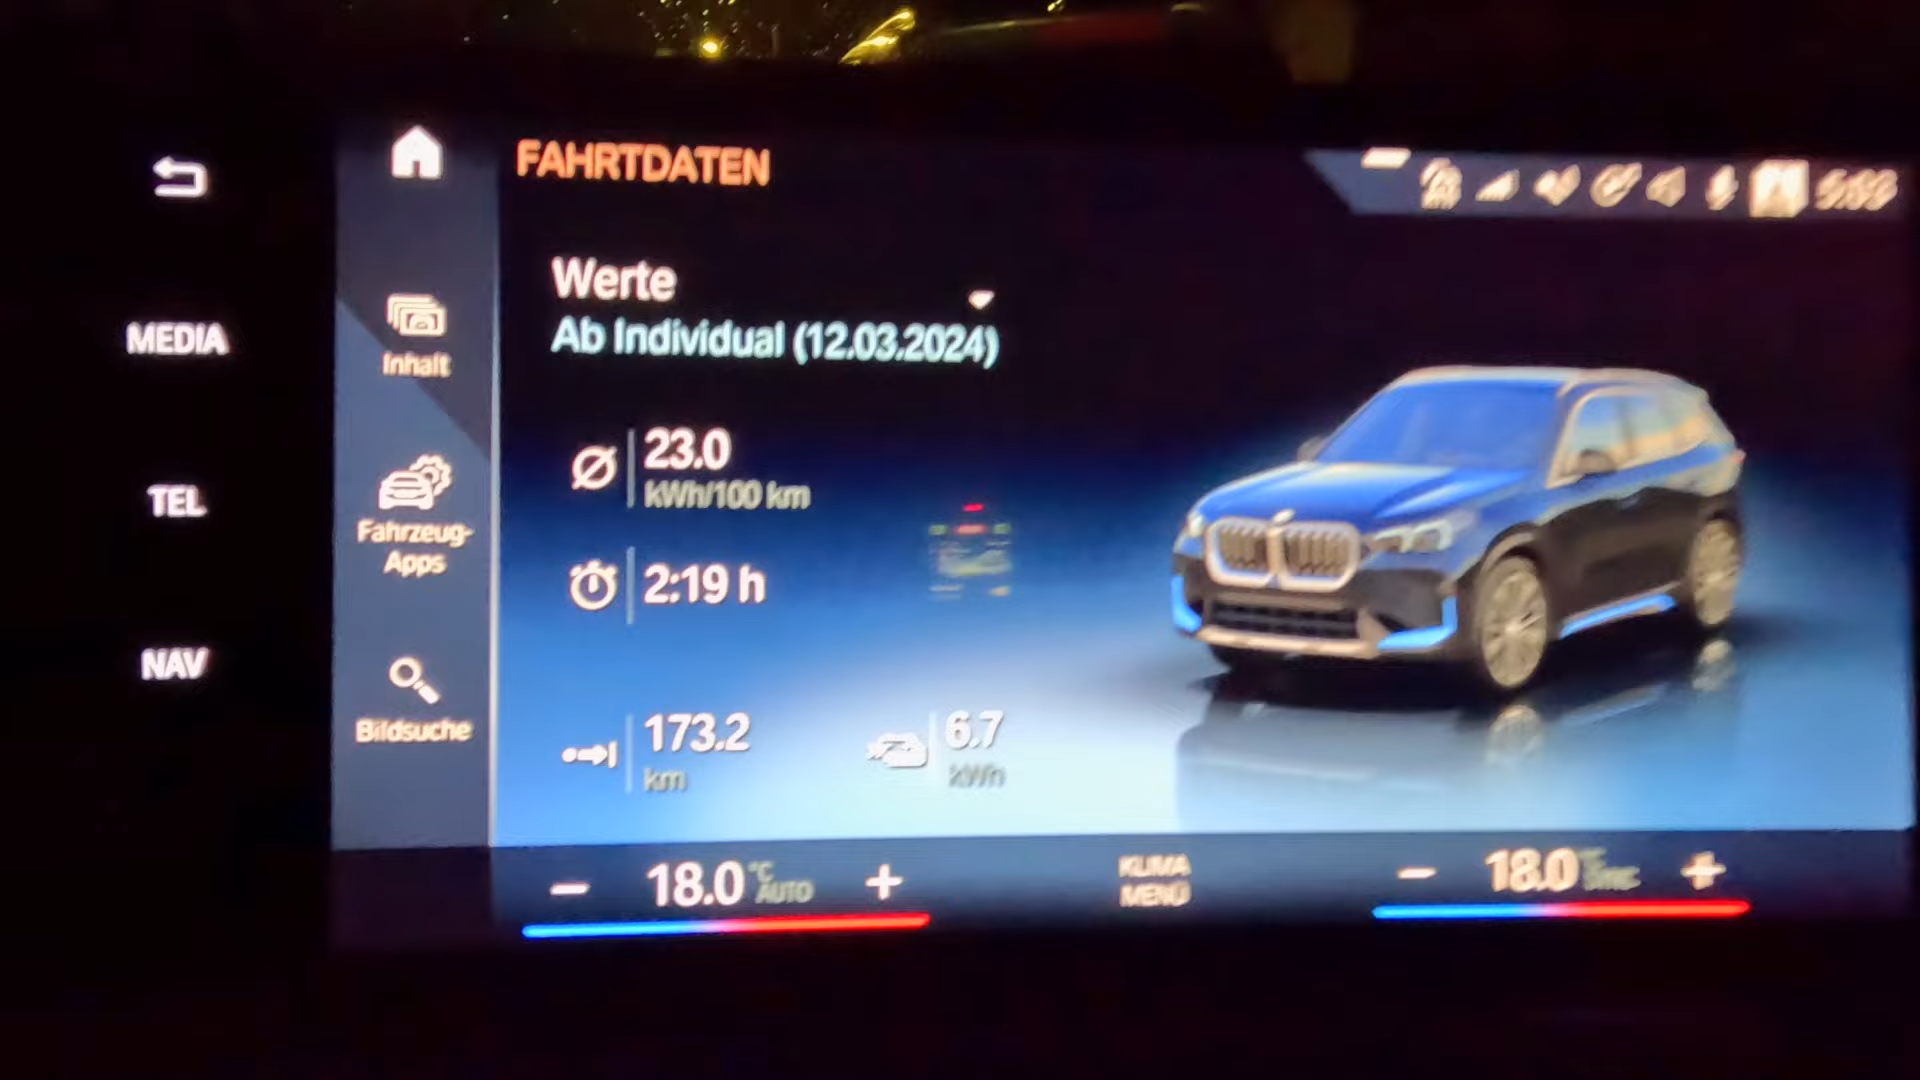 FAHRTDATEN
MEDIA
TEL
NAV
Inhalt
Fahrzeug-
Apps
Bildsuche
Werte
Ab Individual (12.03.2024)
Ø 23.0
kWh/100 km
2:19 h
173.2
km
6.7
kWh
− 18.0 °C AUTO +
KLIMA
MENÜ
− 18.0 °C +